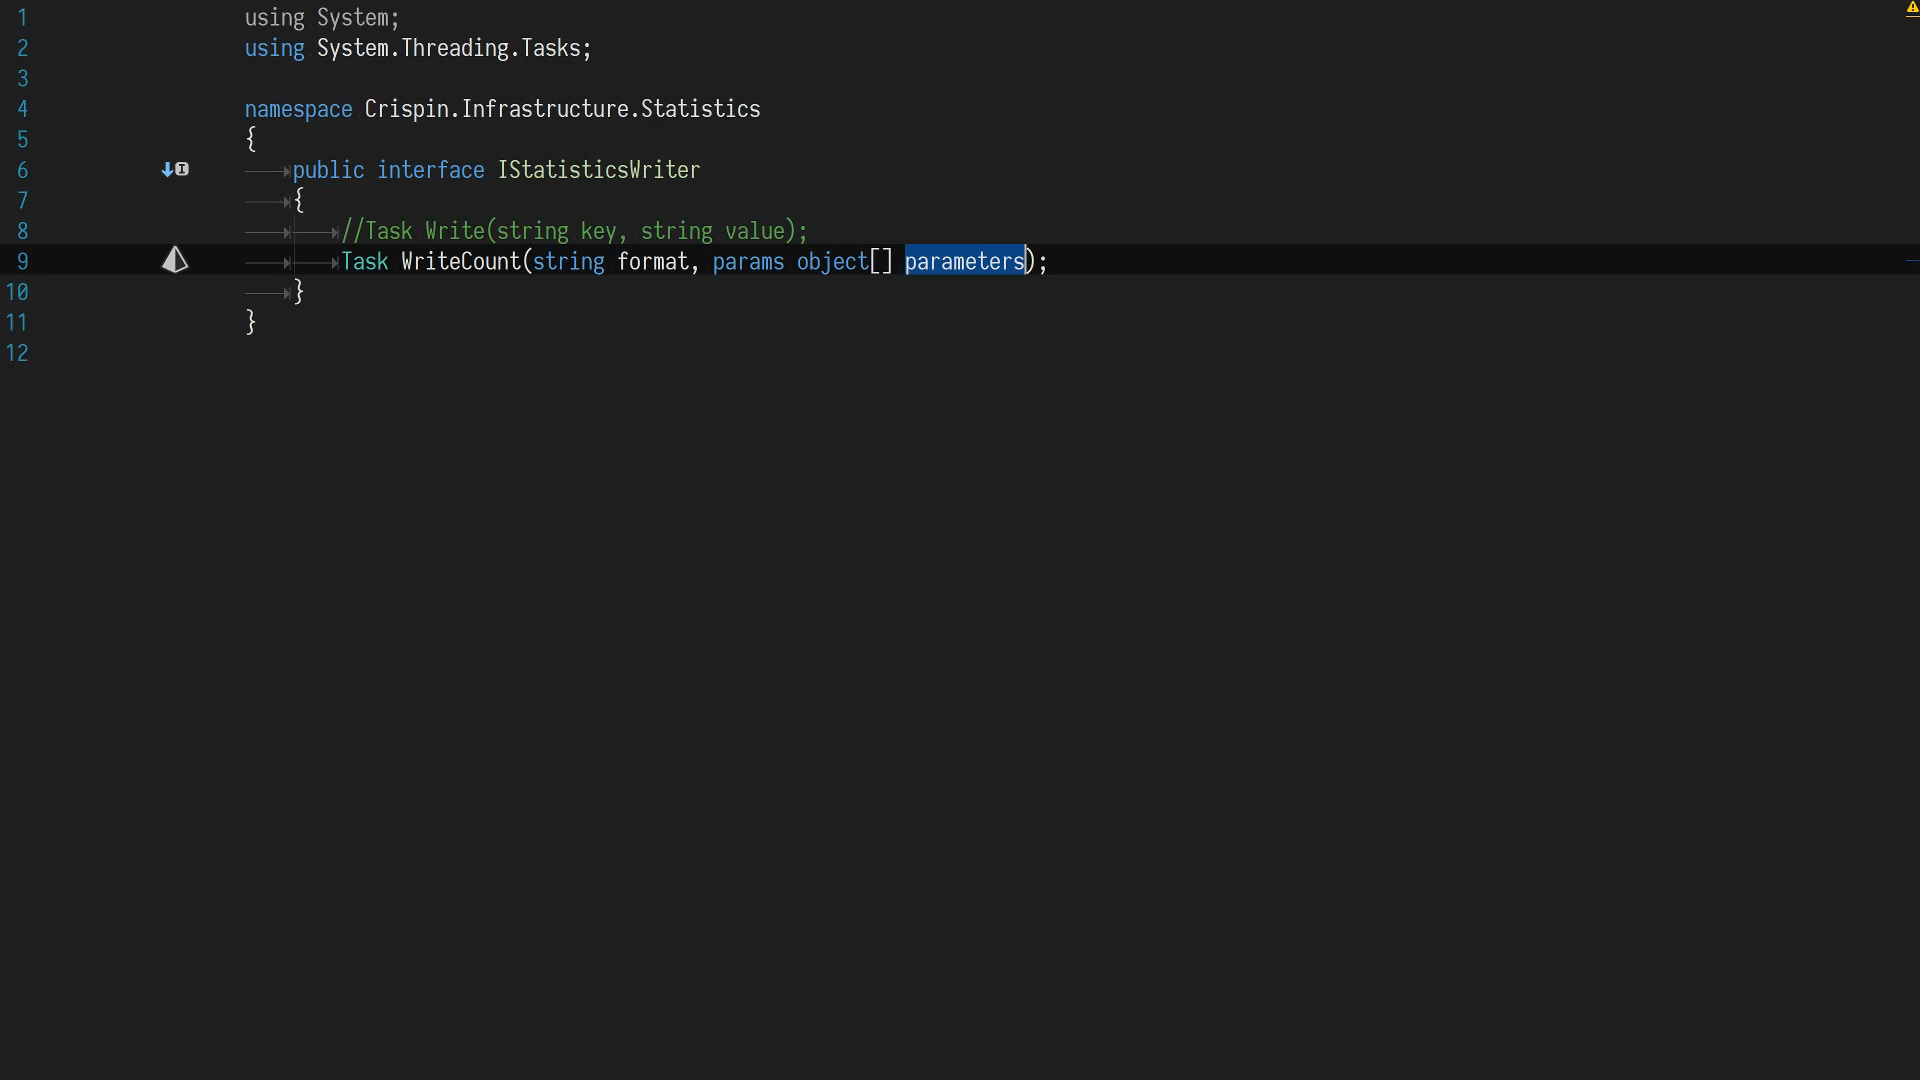 1 using System;
2 using System.Threading.Tasks;
3
4 namespace Crispin.Infrastructure.Statistics
5 {
6 public interface IStatisticsWriter
7 {
8 //Task Write(string key, string value);
9 Task WriteCount(string format, params object[] parameters);
10 }
11 }
12